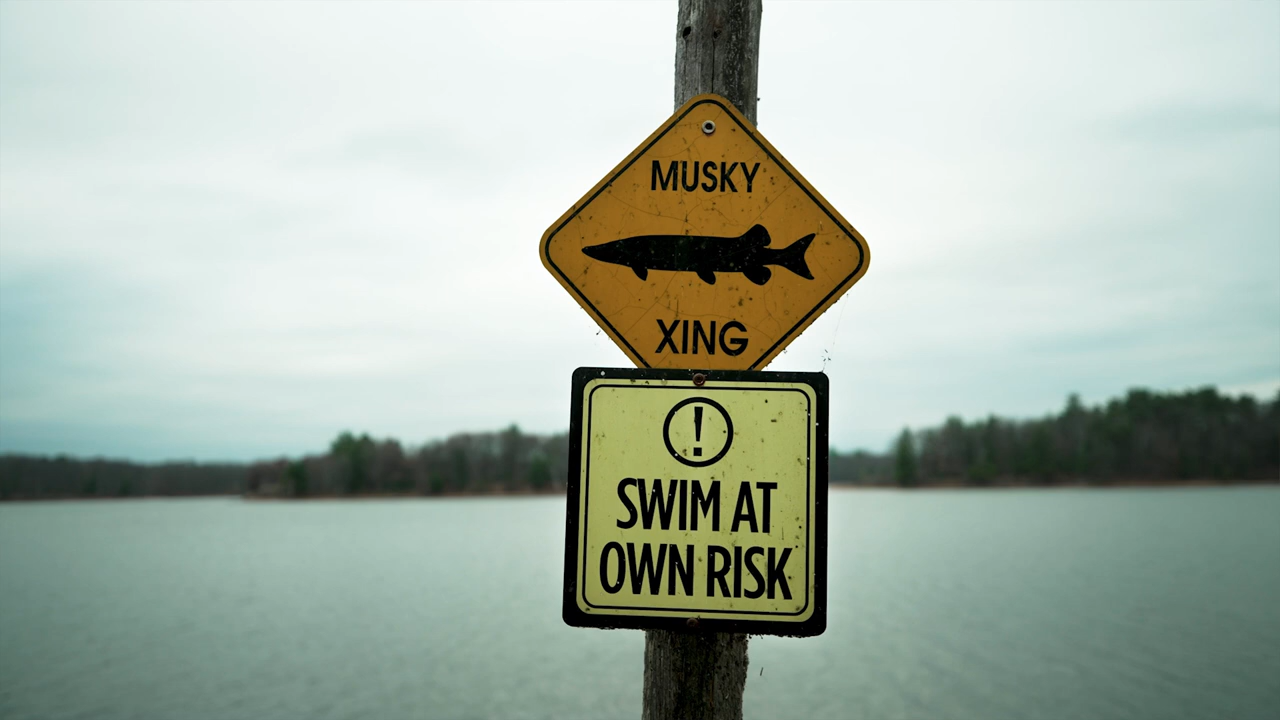 MUSKY
XING
!
SWIM AT
OWN RISK